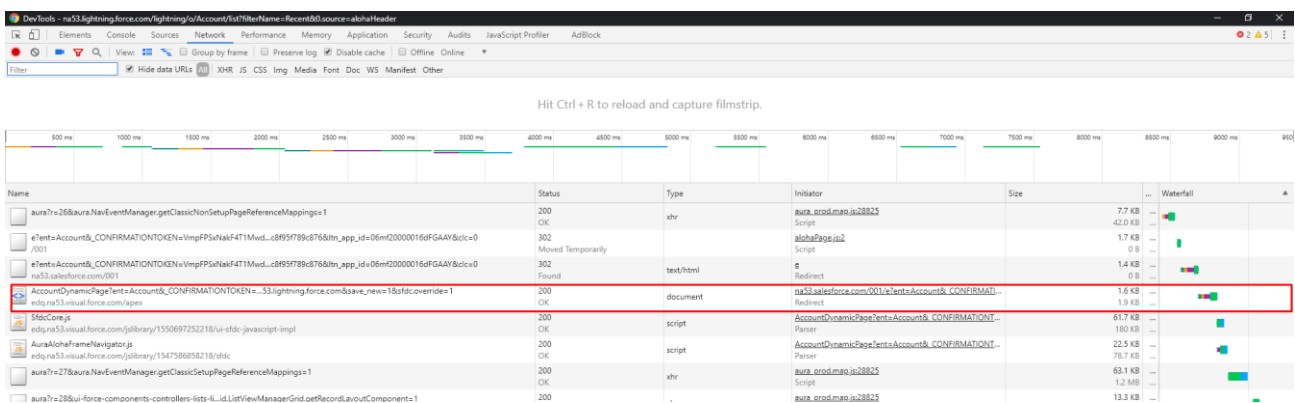 DevTools - na53.lightning.force.com/lightning/o/Account/list?filterName=Recent&0.source=alohaHeader
Elements Console Sources Network Performance Memory Application Security Audits JavaScript Profiler AdBlock 2 5
View: Group by frame Preserve log Disable cache Offline Online
Filter Hide data URLs All XHR JS CSS Img Media Font Doc WS Manifest Other
Hit Ctrl + R to reload and capture filmstrip.
500 ms 1000 ms 1500 ms 2000 ms 2500 ms 3000 ms 3500 ms 4000 ms 4500 ms 5000 ms 5500 ms 6000 ms 6500 ms 7000 ms 7500 ms 8000 ms 8500 ms 9000 ms 950
Name Status Type Initiator Size ... Waterfall
aura?r=26&aura.NavEventManager.getClassicNonSetupPageReferenceMappings=1 200 xhr aura_prod.map.js:28825 7.7 KB ...
OK Script 42.0 KB ...
e?ent=Account&_CONFIRMATIONTOKEN=VmpFPSxNakF4T1Mwd...c8f95f789c876&ltn_app_id=06mf20000016dFGAAY&clc=0 302 alohaPage.js:2 1.7 KB ...
/001 Moved Temporarily Script 0 B ...
e?ent=Account&_CONFIRMATIONTOKEN=VmpFPSxNakF4T1Mwd...c8f95f789c876&ltn_app_id=06mf20000016dFGAAY&clc=0 302 text/html e 1.4 KB ...
na53.salesforce.com/001 Found Redirect 0 B ...
AccountDynamicPage?ent=Account&_CONFIRMATIONTOKEN=...53.lightning.force.com&save_new=1&sfdc.override=1 200 document na53.salesforce.com/001/e?ent=Account&_CONFIRMATI... 1.6 KB ...
edq.na53.visual.force.com/apex OK Redirect 1.9 KB ...
SfdcCore.js 200 script AccountDynamicPage?ent=Account&_CONFIRMATIONT... 61.7 KB ...
edq.na53.visual.force.com/jslibrary/1550697252218/ui-sfdc-javascript-impl OK Parser 180 KB ...
AuraAlohaFrameNavigator.js 200 script AccountDynamicPage?ent=Account&_CONFIRMATIONT... 22.5 KB ...
edq.na53.visual.force.com/jslibrary/1547586858218/sfdc OK Parser 78.7 KB ...
aura?r=27&aura.NavEventManager.getClassicSetupPageReferenceMappings=1 200 xhr aura_prod.map.js:28825 63.1 KB ...
OK Script 1.2 MB ...
aura?r=28&ui-force-components-controllers-lists-li...id.ListViewManagerGrid.getRecordLayoutComponent=1 200 aura_prod.map.js:28825 13.3 KB ...